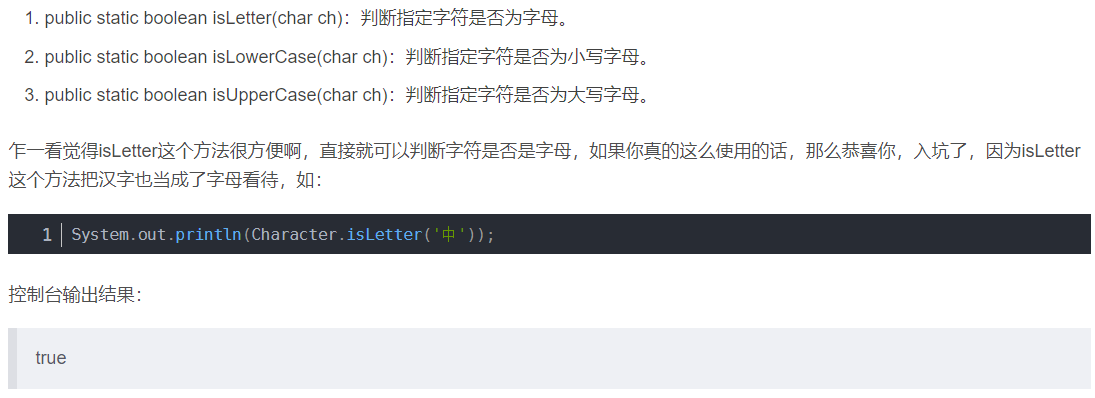 1. public static boolean isLetter(char ch)：判断指定字符是否为字母。
2. public static boolean isLowerCase(char ch)：判断指定字符是否为小写字母。
3. public static boolean isUpperCase(char ch)：判断指定字符是否为大写字母。
乍一看觉得isLetter这个方法很方便啊，直接就可以判断字符是否是字母，如果你真的这么使用的话，那么恭喜你，入坑了，因为isLetter
这个方法把汉字也当成了字母看待，如：
1 System.out.println(Character.isLetter('中'));
控制台输出结果：
true